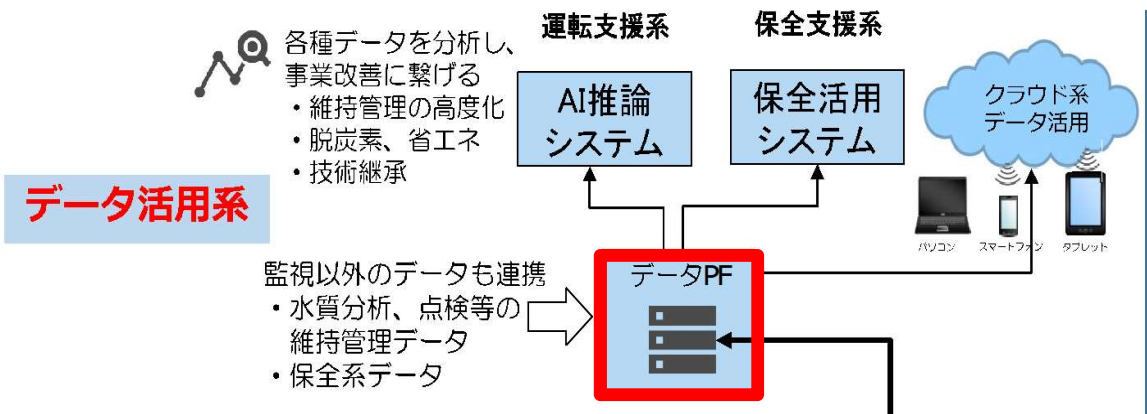 各種データを分析し、
事業改善に繋げる
・維持管理の高度化
・脱炭素、省エネ
・技術継承
運転支援系
保全支援系
AI推論
システム
保全活用
システム
クラウド系
データ活用
パソコン
スマートフォン
タブレット
データ活用系
監視以外のデータも連携
・水質分析、点検等の
維持管理データ
・保全系データ
データPF